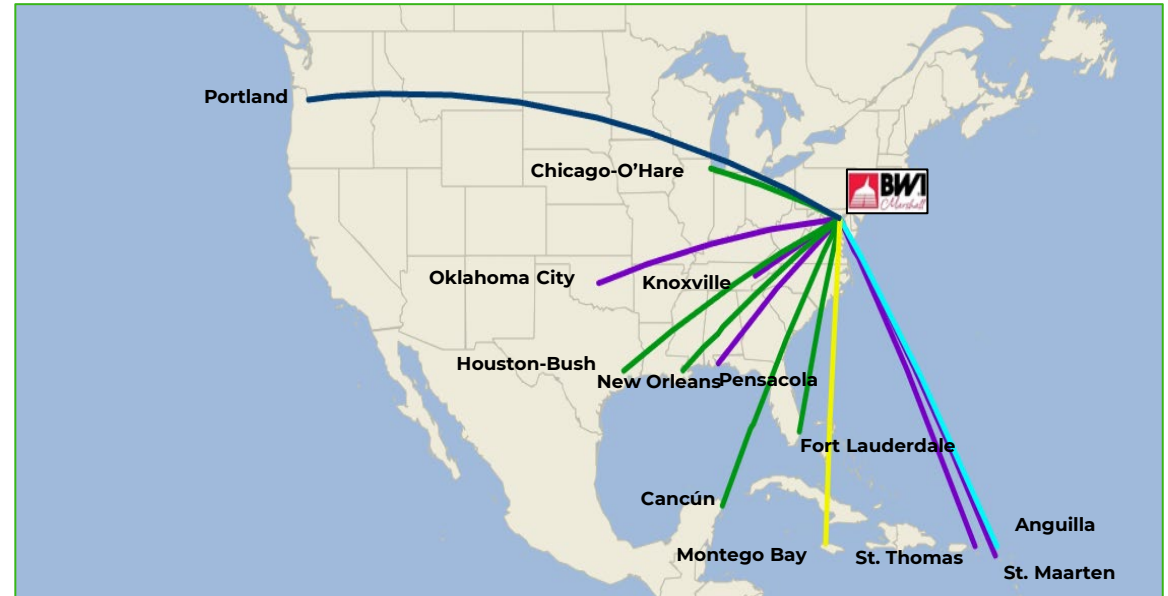 Portland
Chicago-O’Hare
BWI
Marshall
Oklahoma City
Knoxville
Houston-Bush
New Orleans
Pensacola
Fort Lauderdale
Cancún
Anguilla
Montego Bay
St. Thomas
St. Maarten